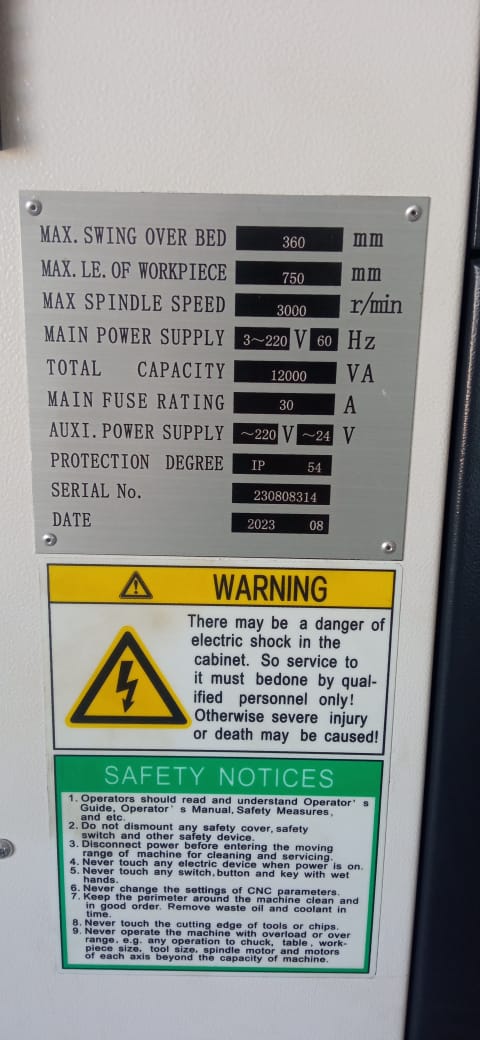 MAX. SWING OVER BED 360 mm
MAX. LE. OF WORKPIECE 750 mm
MAX SPINDLE SPEED 3000 r/min
MAIN POWER SUPPLY 3～220 V 60 Hz
TOTAL CAPACITY 12000 VA
MAIN FUSE RATING 30 A
AUXI. POWER SUPPLY ～220 V ～24 V
PROTECTION DEGREE IP 54
SERIAL No. 230808314
DATE 2023 08
WARNING
There may be a danger of
electric shock in the
cabinet. So service to
it must bedone by qual-
ified personnel only!
Otherwise severe injury
or death may be caused!
SAFETY NOTICES
1. Operators should read and understand Operator's
Guide, Operator's Manual, Safety Measures,
and etc.
2. Do not dismount any safety cover, safety
switch and other safety device.
3. Disconnect power before entering the moving
range of machine for cleaning and servicing.
4. Never touch any electric device when power is on.
5. Never touch any switch, button and key with wet
hands.
6. Never change the settings of CNC parameters.
7. Keep the perimeter around the machine clean and
in good order. Remove waste oil and coolant in
time.
8. Never touch the cutting edge of tools or chips.
9. Never operate the machine with overload or over
range, e.g. any operation to chuck, table, work-
piece size, tool size, spindle motor and motors
of each axis beyond the capacity of machine.